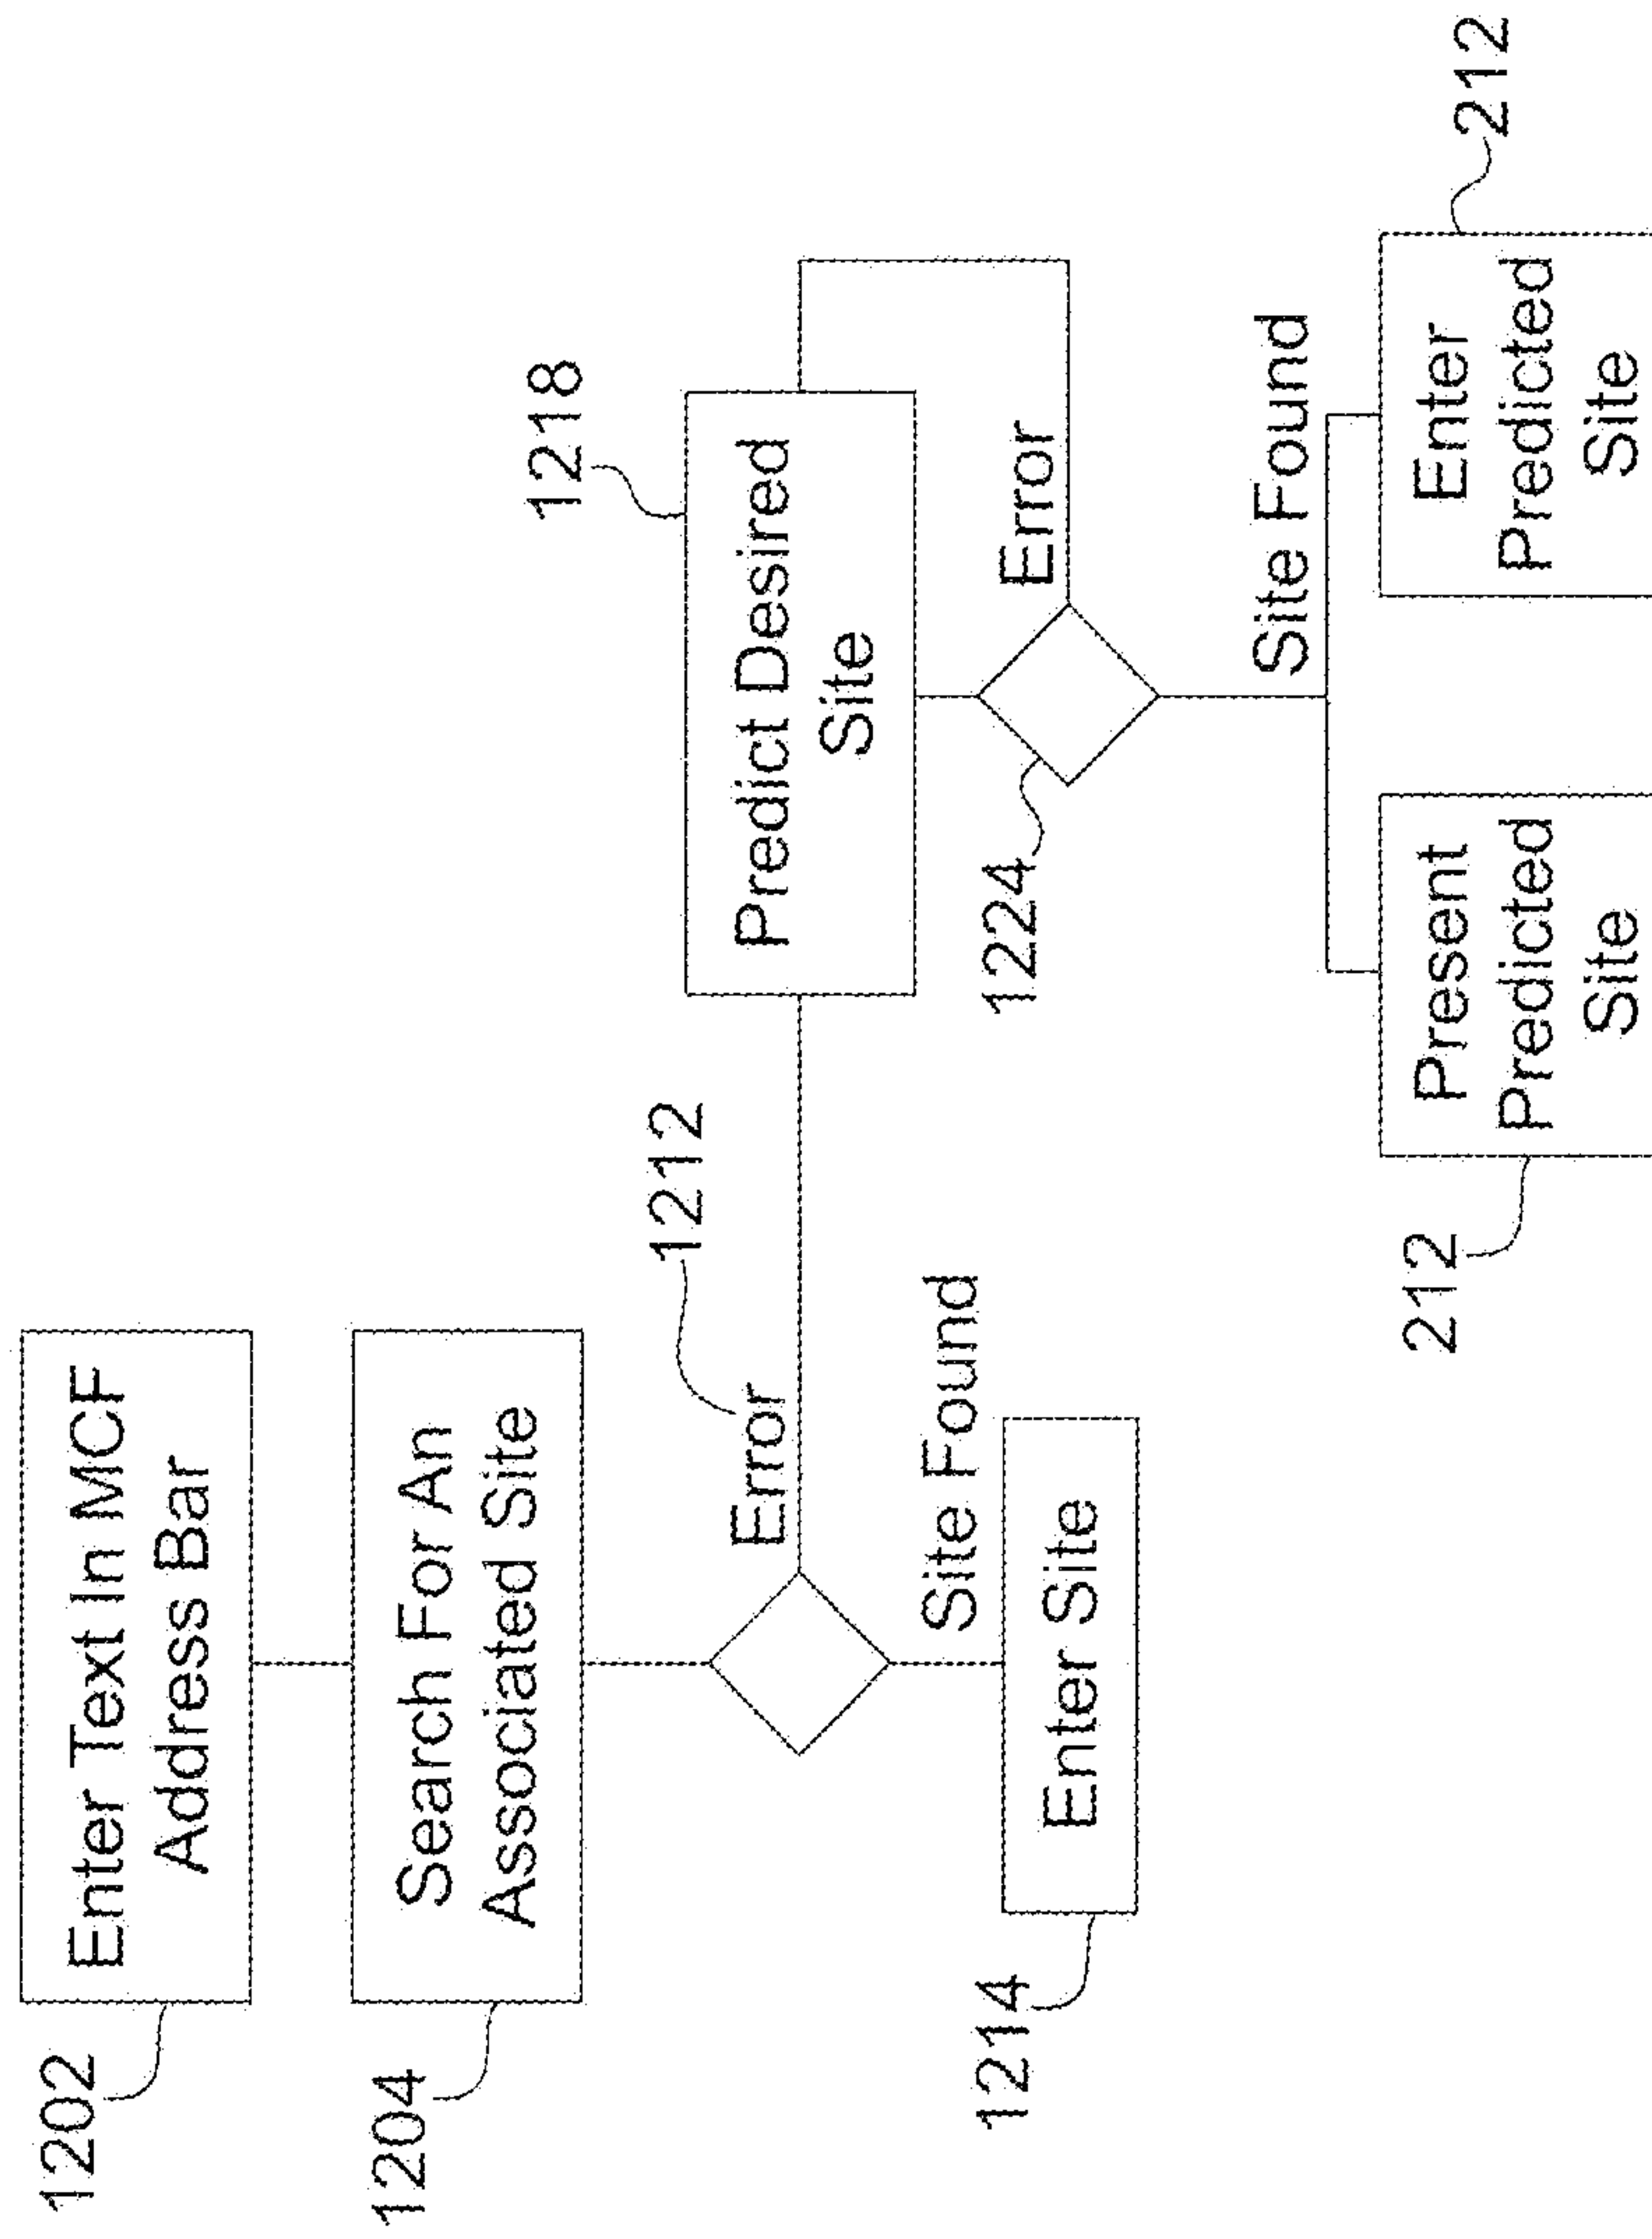 1202
Enter Text In MCF
Address Bar
1204
Search For An
Associated Site
Error
1212
1218
Predict Desired
Site
Site Found
1214
Enter Site
1224
Error
Site Found
212
Present
Predicted
Site
Enter
Predicted
Site
212